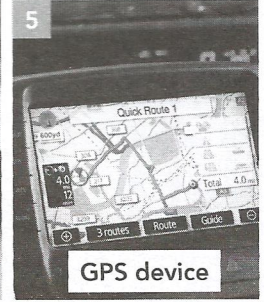 5
Quick Route 1
600yd
4.0
12
Total 4.0
3 routes
Route
Guide
GPS device